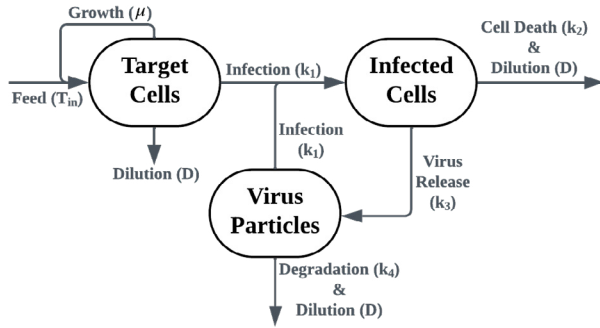 Growth (μ)
Feed (Tin)
Target
Cells
Dilution (D)
Infection (k1)
Infection
(k1)
Infected
Cells
Cell Death (k2)
&
Dilution (D)
Virus
Release
(k3)
Virus
Particles
Degradation (k4)
&
Dilution (D)